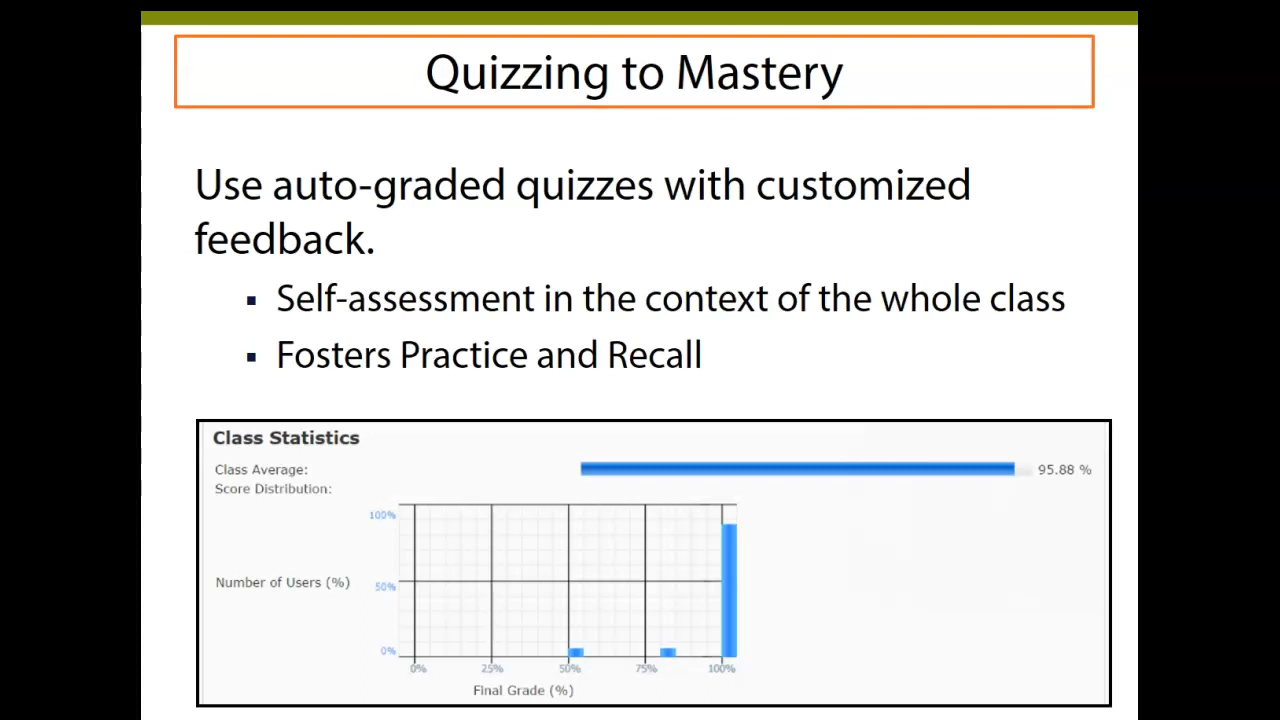 Quizzing to Mastery
Use auto-graded quizzes with customized
feedback.
▪ Self-assessment in the context of the whole class
▪ Fosters Practice and Recall
Class Statistics
Class Average: 95.88 %
Score Distribution:
100%
Number of Users (%)
50%
0%
0% 25% 50% 75% 100%
Final Grade (%)